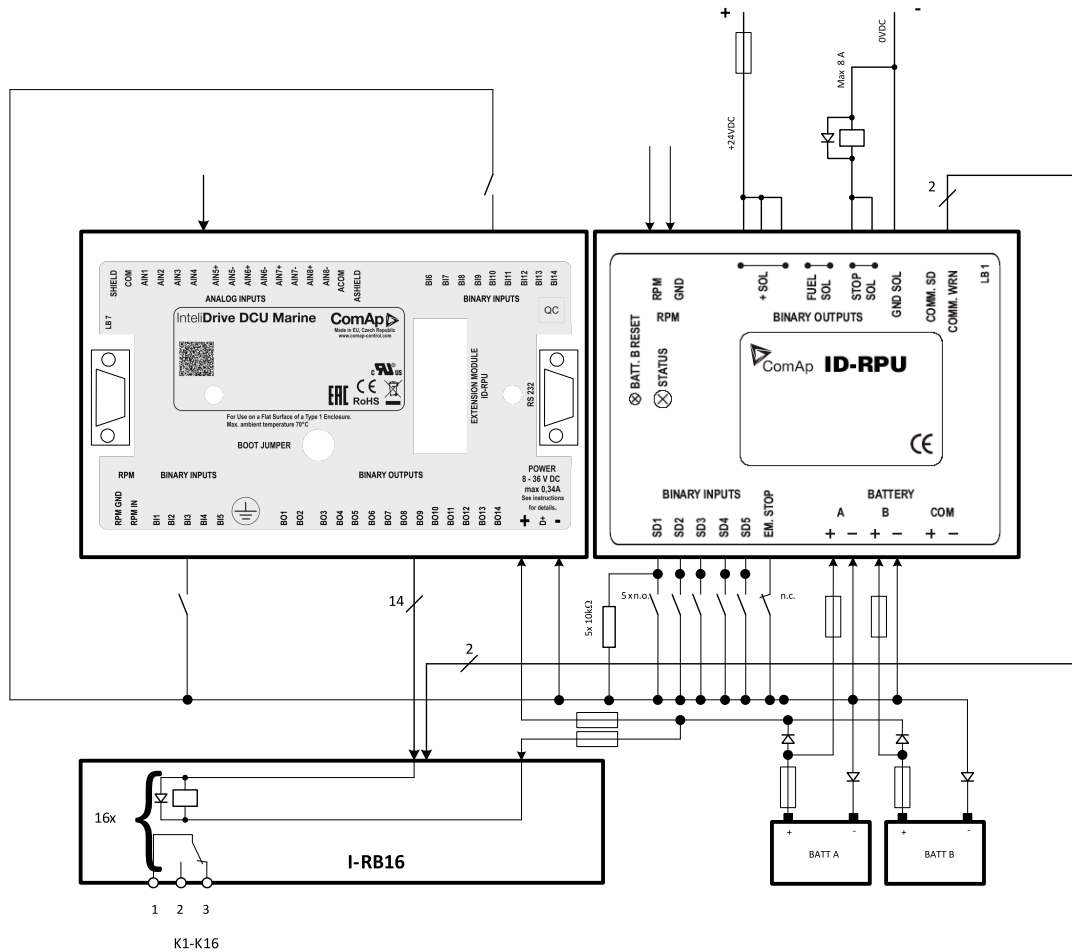 +
-
0VDC
Max 8 A
+24VDC
2
SHIELD
COM
AIN1
AIN2
AIN3
AIN4
AIN5+
AIN5-
AIN6+
AIN6-
AIN7+
AIN7-
AIN8+
AIN8-
ACOM
ASHIELD
BI6
BI7
BI8
BI9
BI10
BI11
BI12
BI13
BI14
LB 7
ANALOG INPUTS
BINARY INPUTS
InteliDrive DCU Marine
ComAp
Made in EU, Czech Republic
www.comap-control.com
QC
c RU US
EAC CE RoHS
For Use on a Flat Surface of a Type 1 Enclosure.
Max. ambient temperature 70°C
BOOT JUMPER
EXTENSION MODULE
ID-RPU
RS 232
RPM
BINARY INPUTS
BINARY OUTPUTS
POWER
8 - 36 V DC
max 0,34A
See instructions
for details.
RPM GND
RPM IN
BI1
BI2
BI3
BI4
BI5
BO1
BO2
BO3
BO4
BO5
BO6
BO7
BO8
BO9
BO10
BO11
BO12
BO13
BO14
+
D+
-
RPM
GND
RPM
+ SOL
FUEL
SOL
STOP
SOL
GND SOL
COMM. SD
COMM. WRN
LB 1
BINARY OUTPUTS
BATT. B RESET
STATUS
ComAp ID-RPU
CE
BINARY INPUTS
BATTERY
SD1
SD2
SD3
SD4
SD5
EM. STOP
A
B
COM
+ − + − + −
14
5x 10kΩ
5 x n.o.
n.c.
2
16x
I-RB16
1 2 3
K1-K16
+ -
BATT A
+ -
BATT B